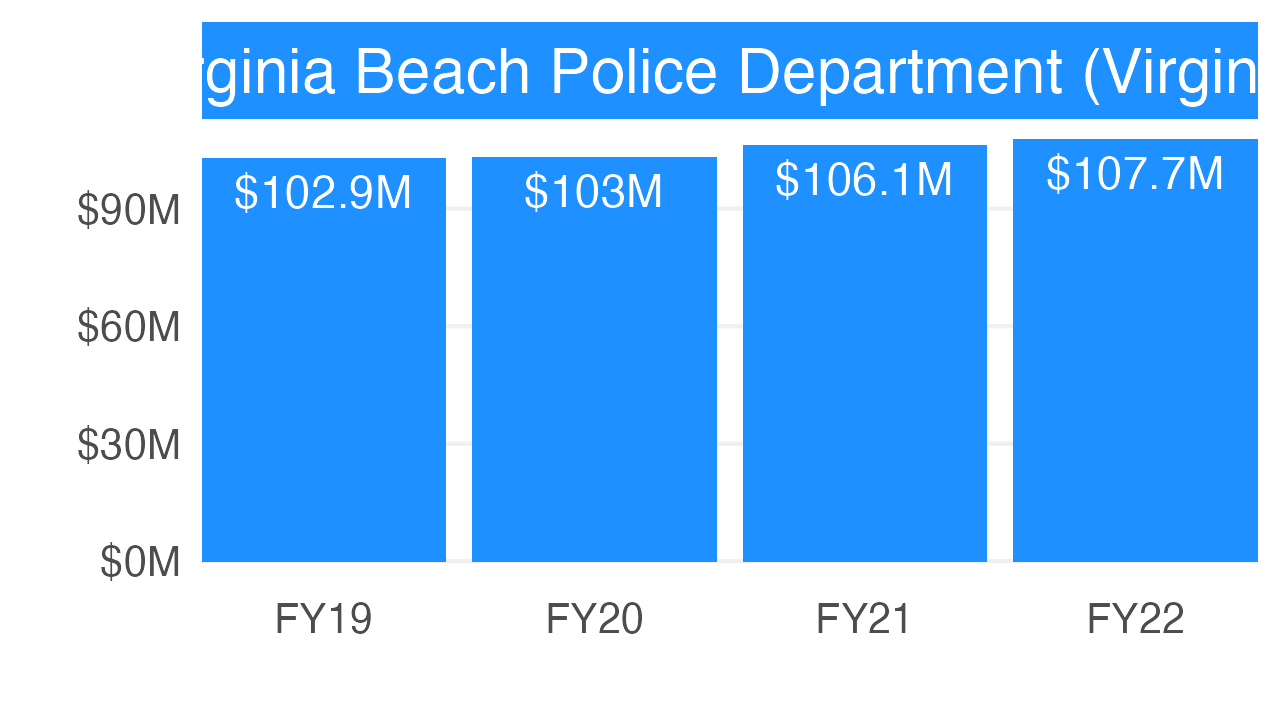 ginia Beach Police Department (Virgin
$102.9M
$103M
$106.1M
$107.7M
$90M
$60M
$30M
$0M
FY19 FY20 FY21 FY22